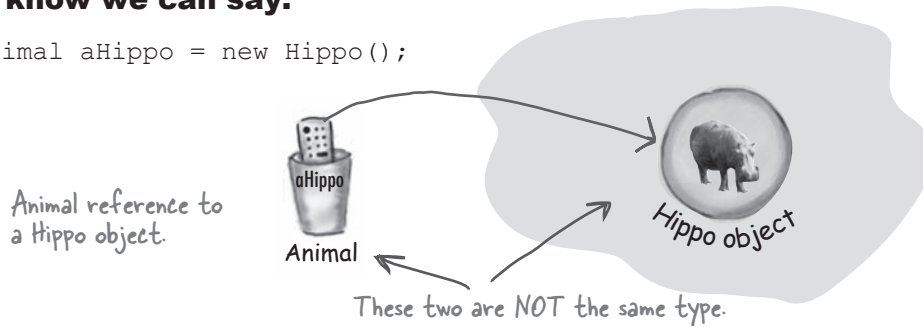 know we can say:
imal aHippo = new Hippo();
aHippo
Animal reference to
a Hippo object.
Animal
Hippo object
These two are NOT the same type.